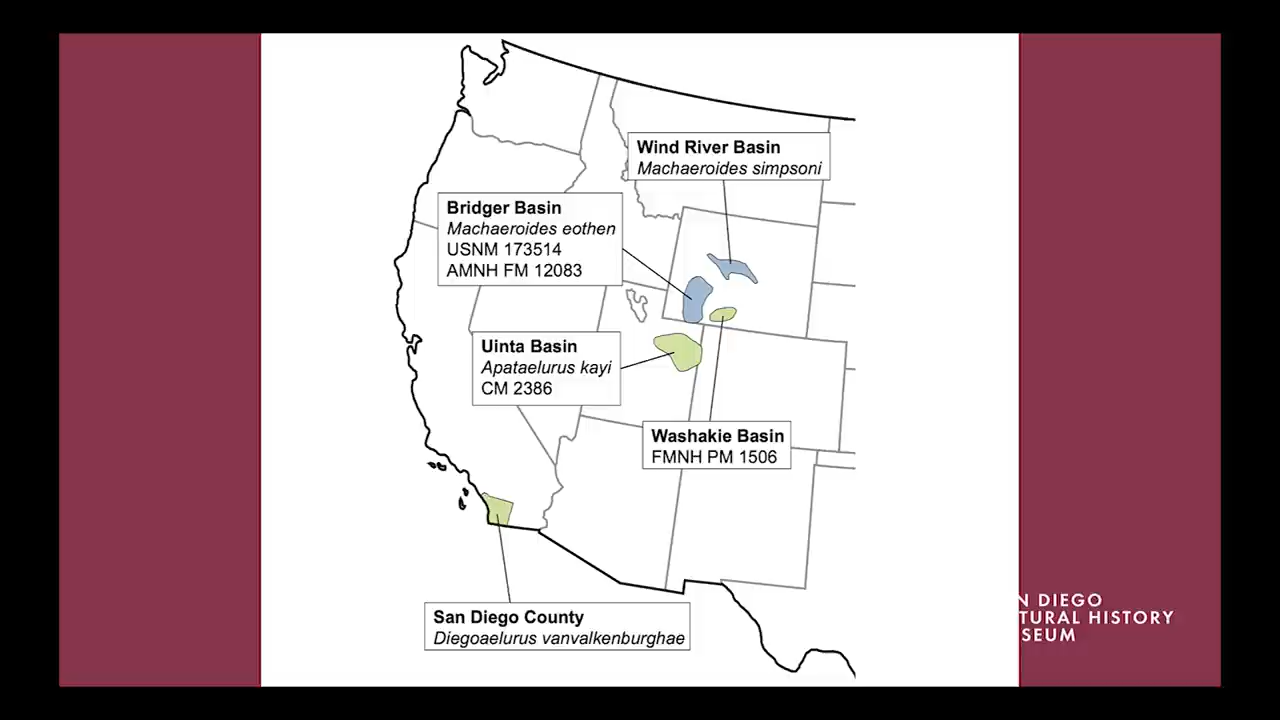 Wind River Basin
Machaeroides simpsoni
Bridger Basin
Machaeroides eothen
USNM 173514
AMNH FM 12083
Uinta Basin
Apataelurus kayi
CM 2386
Washakie Basin
FMNH PM 1506
San Diego County
Diegoaelurus vanvalkenburghae
N DIEGO
TURAL HISTORY
SEUM